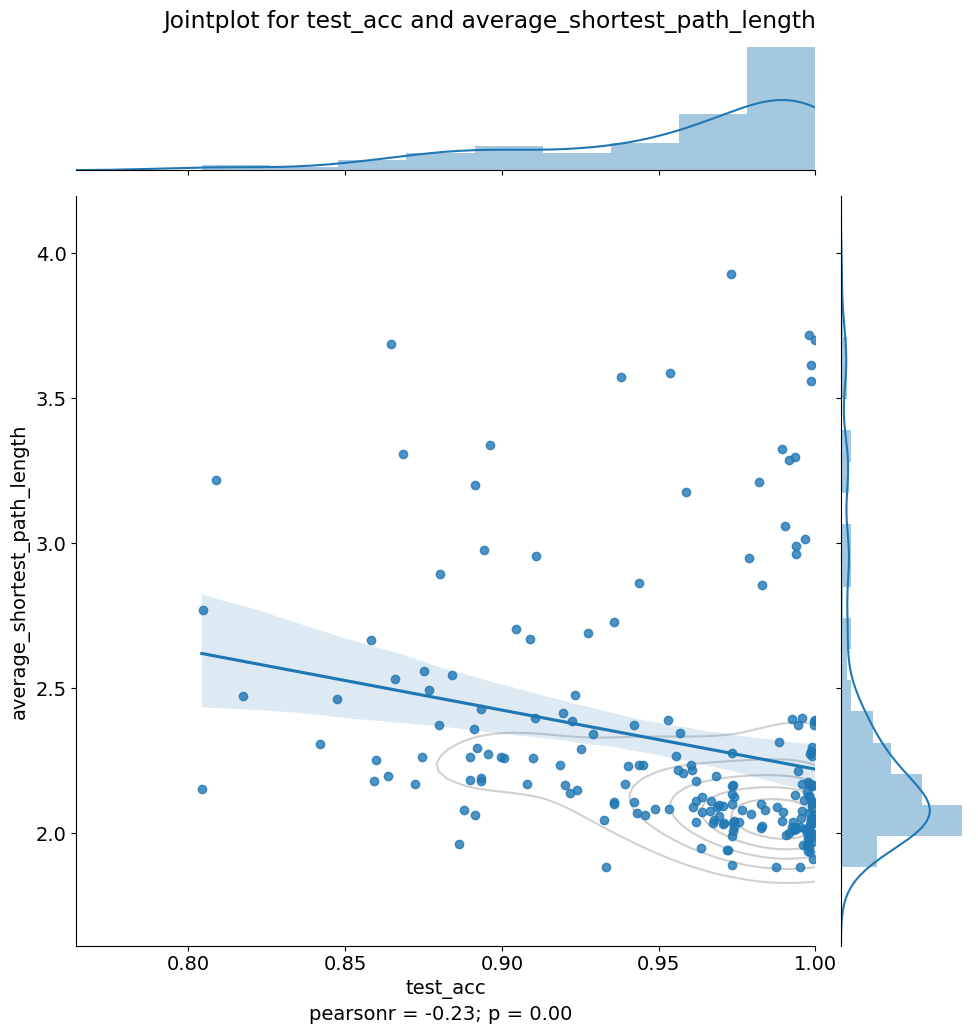 Jointplot for test_acc and average_shortest_path_length
4.0
3.5
3.0
2.5
2.0
average_shortest_path_length
0.80 0.85 0.90 0.95 1.00
test_acc
pearsonr = -0.23; p = 0.00